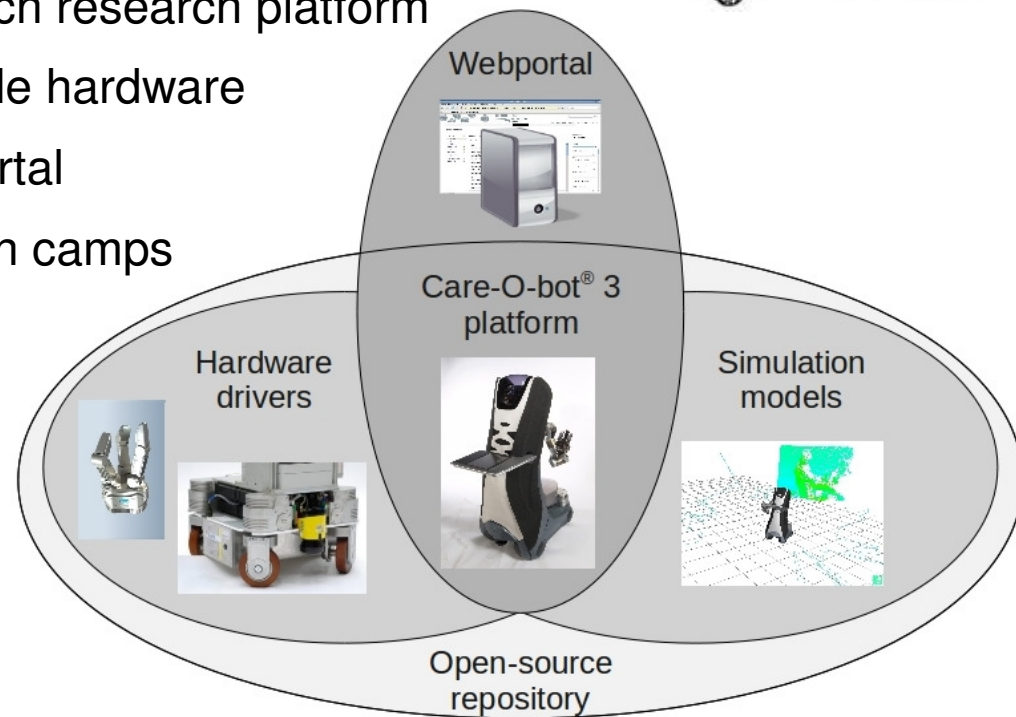 ch research platform
le hardware
rtal
n camps
Webportal
Care-O-bot® 3
platform
Hardware
drivers
Simulation
models
Open-source
repository